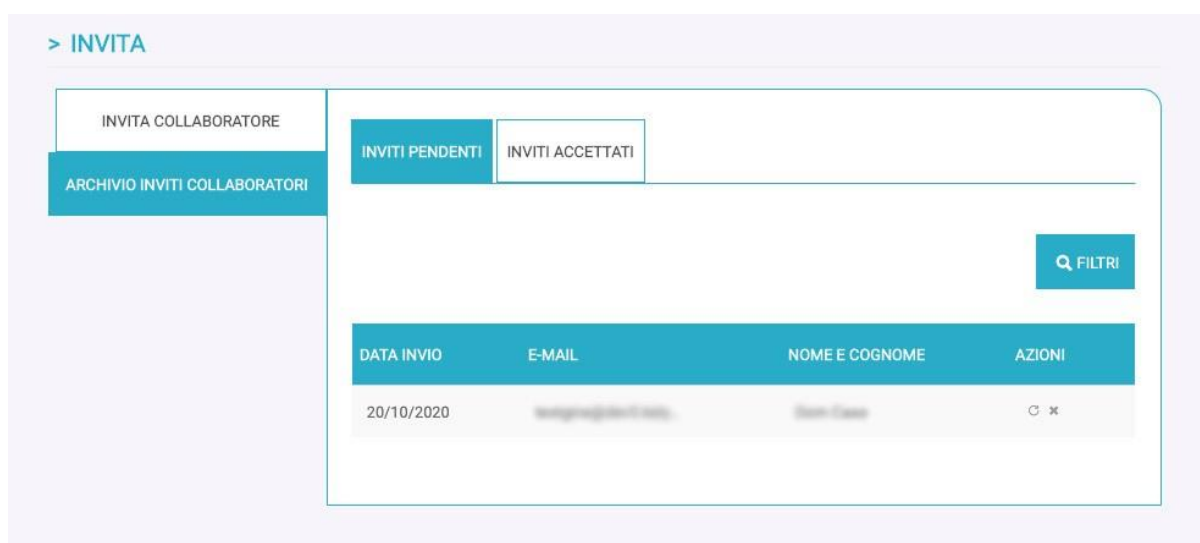 > INVITA
INVITA COLLABORATORE
ARCHIVIO INVITI COLLABORATORI
INVITI PENDENTI
INVITI ACCETTATI
FILTRI
DATA INVIO E-MAIL NOME E COGNOME AZIONI
20/10/2020